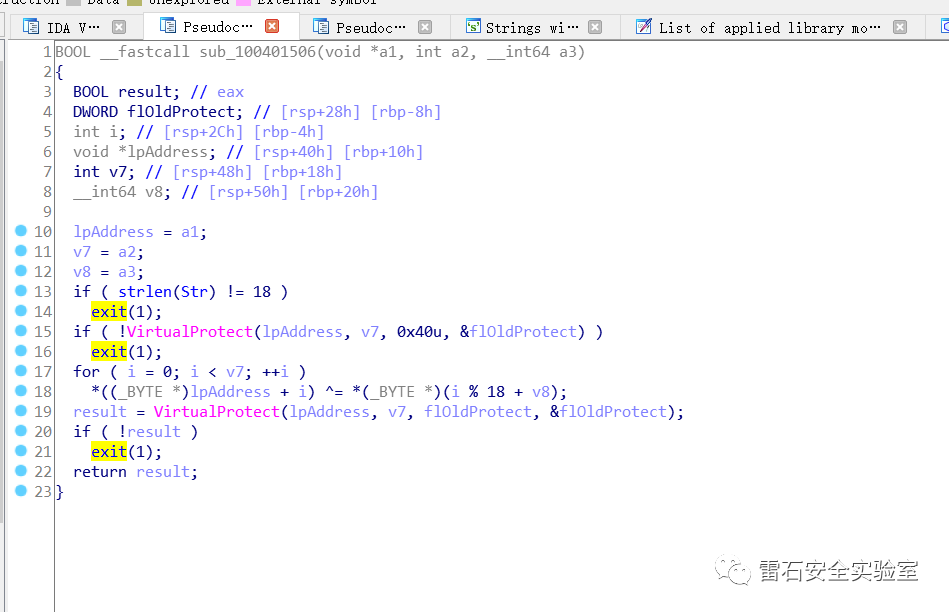 Data unexplored External symbol
IDA V··· Pseudoc··· Pseudoc··· Strings wi··· List of applied library mo···
1 BOOL __fastcall sub_100401506(void *a1, int a2, __int64 a3)
2 {
3 BOOL result; // eax
4 DWORD flOldProtect; // [rsp+28h] [rbp-8h]
5 int i; // [rsp+2Ch] [rbp-4h]
6 void *lpAddress; // [rsp+40h] [rbp+10h]
7 int v7; // [rsp+48h] [rbp+18h]
8 __int64 v8; // [rsp+50h] [rbp+20h]
9
10 lpAddress = a1;
11 v7 = a2;
12 v8 = a3;
13 if ( strlen(Str) != 18 )
14 exit(1);
15 if ( !VirtualProtect(lpAddress, v7, 0x40u, &flOldProtect) )
16 exit(1);
17 for ( i = 0; i < v7; ++i )
18 *((_BYTE *)lpAddress + i) ^= *(_BYTE *)(i % 18 + v8);
19 result = VirtualProtect(lpAddress, v7, flOldProtect, &flOldProtect);
20 if ( !result )
21 exit(1);
22 return result;
23 }
雷石安全实验室